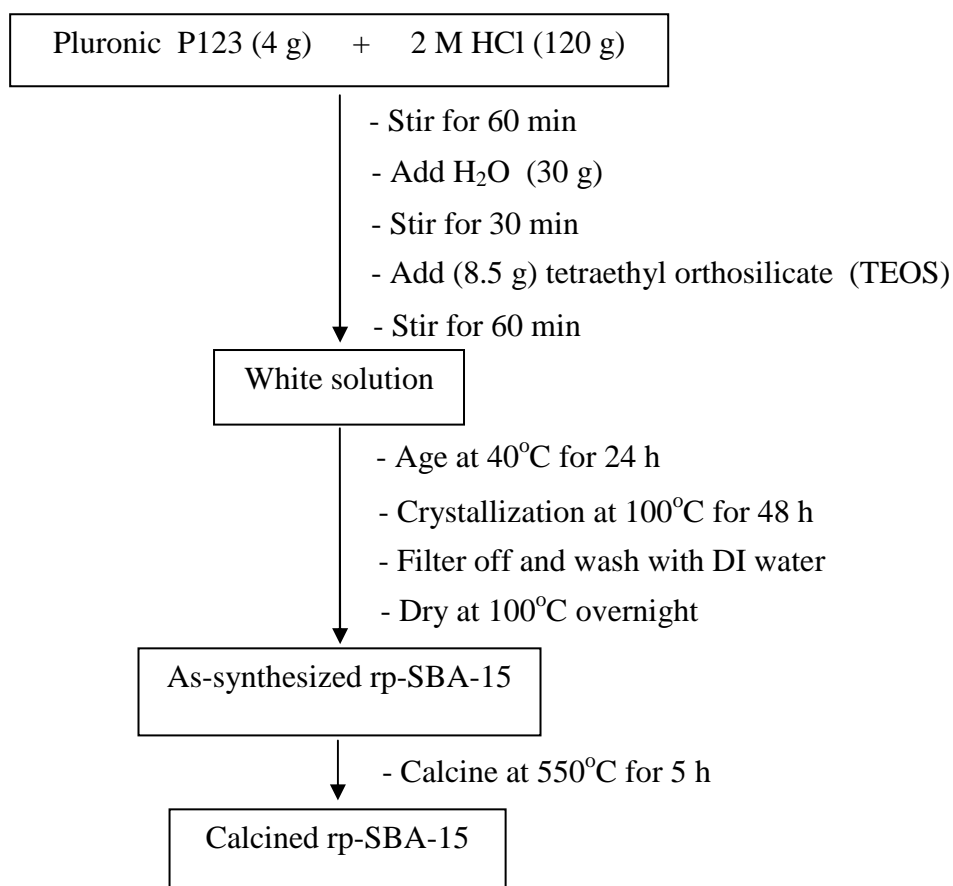 Pluronic P123 (4 g) + 2 M HCl (120 g)
- Stir for 60 min
- Add H₂O (30 g)
- Stir for 30 min
- Add (8.5 g) tetraethyl orthosilicate (TEOS)
- Stir for 60 min
White solution
- Age at 40°C for 24 h
- Crystallization at 100°C for 48 h
- Filter off and wash with DI water
- Dry at 100°C overnight
As-synthesized rp-SBA-15
- Calcine at 550°C for 5 h
Calcined rp-SBA-15